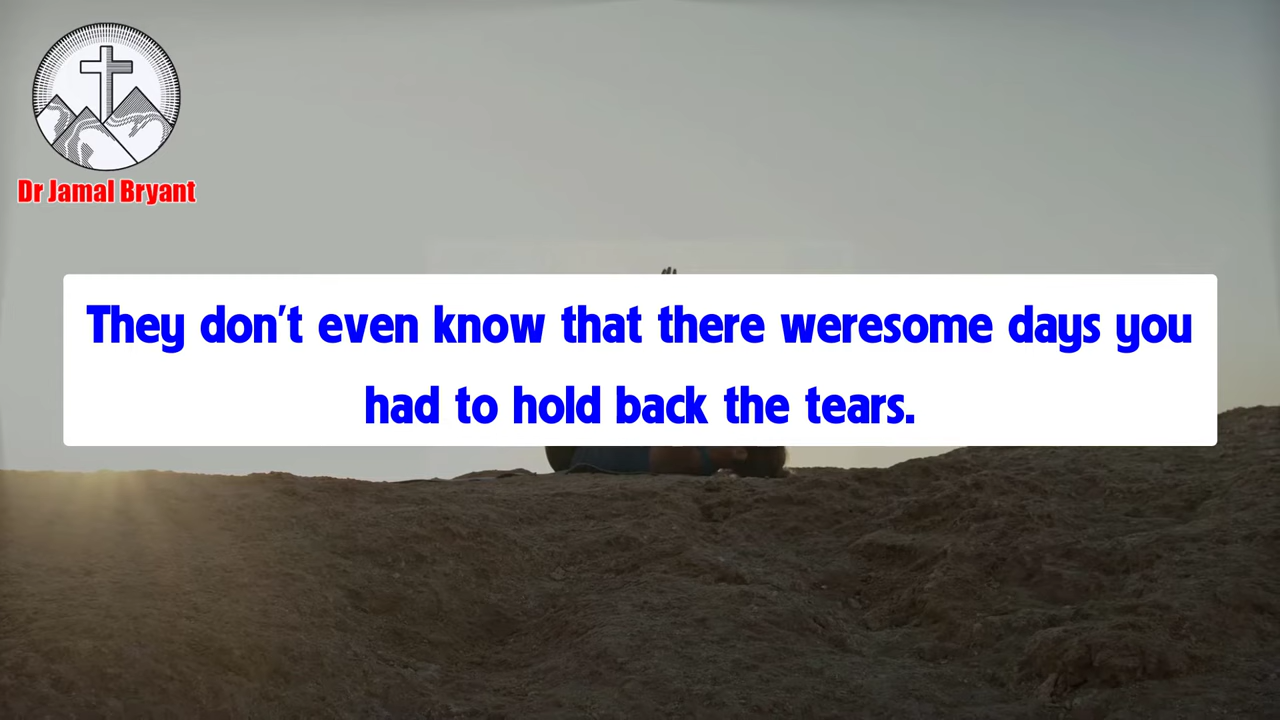 Dr Jamal Bryant
They don't even know that there weresome days you
had to hold back the tears.